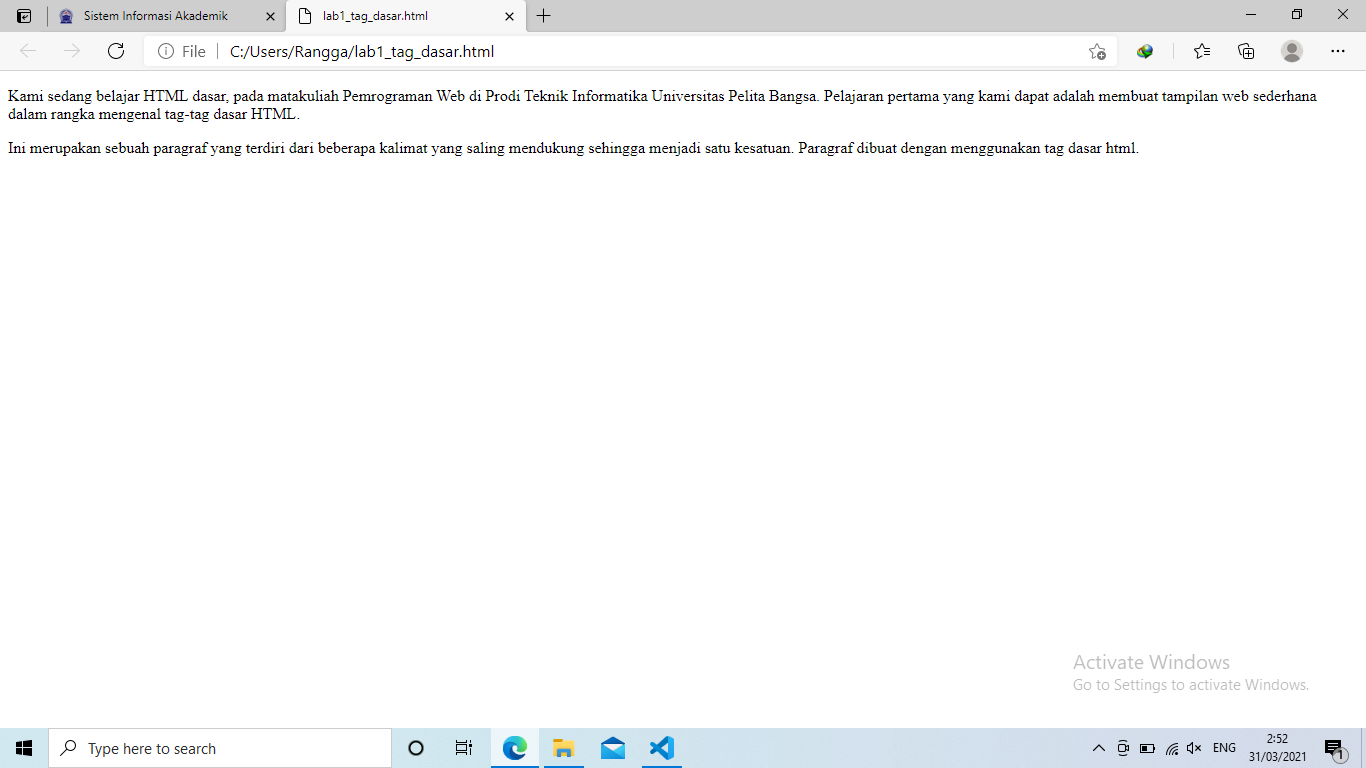 Sistem Informasi Akademik
lab1_tag_dasar.html
File
C:/Users/Rangga/lab1_tag_dasar.html
Kami sedang belajar HTML dasar, pada matakuliah Pemrograman Web di Prodi Teknik Informatika Universitas Pelita Bangsa. Pelajaran pertama yang kami dapat adalah membuat tampilan web sederhana
dalam rangka mengenal tag-tag dasar HTML.
Ini merupakan sebuah paragraf yang terdiri dari beberapa kalimat yang saling mendukung sehingga menjadi satu kesatuan. Paragraf dibuat dengan menggunakan tag dasar html.
Activate Windows
Go to Settings to activate Windows.
Type here to search
ENG
2:52
31/03/2021
1